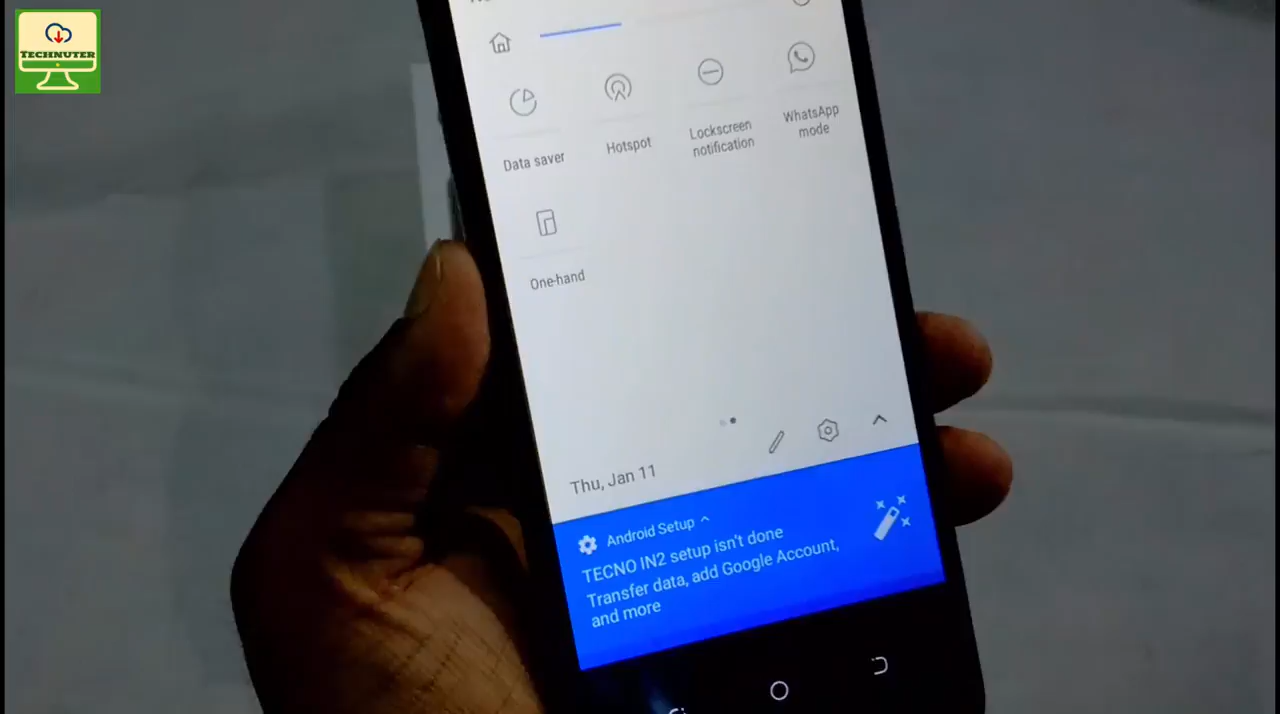 TECHNUTER
Data saver
Hotspot
Lockscreen
notification
WhatsApp
mode
One-hand
Thu, Jan 11
Android Setup
TECNO IN2 setup isn't done
Transfer data, add Google Account,
and more